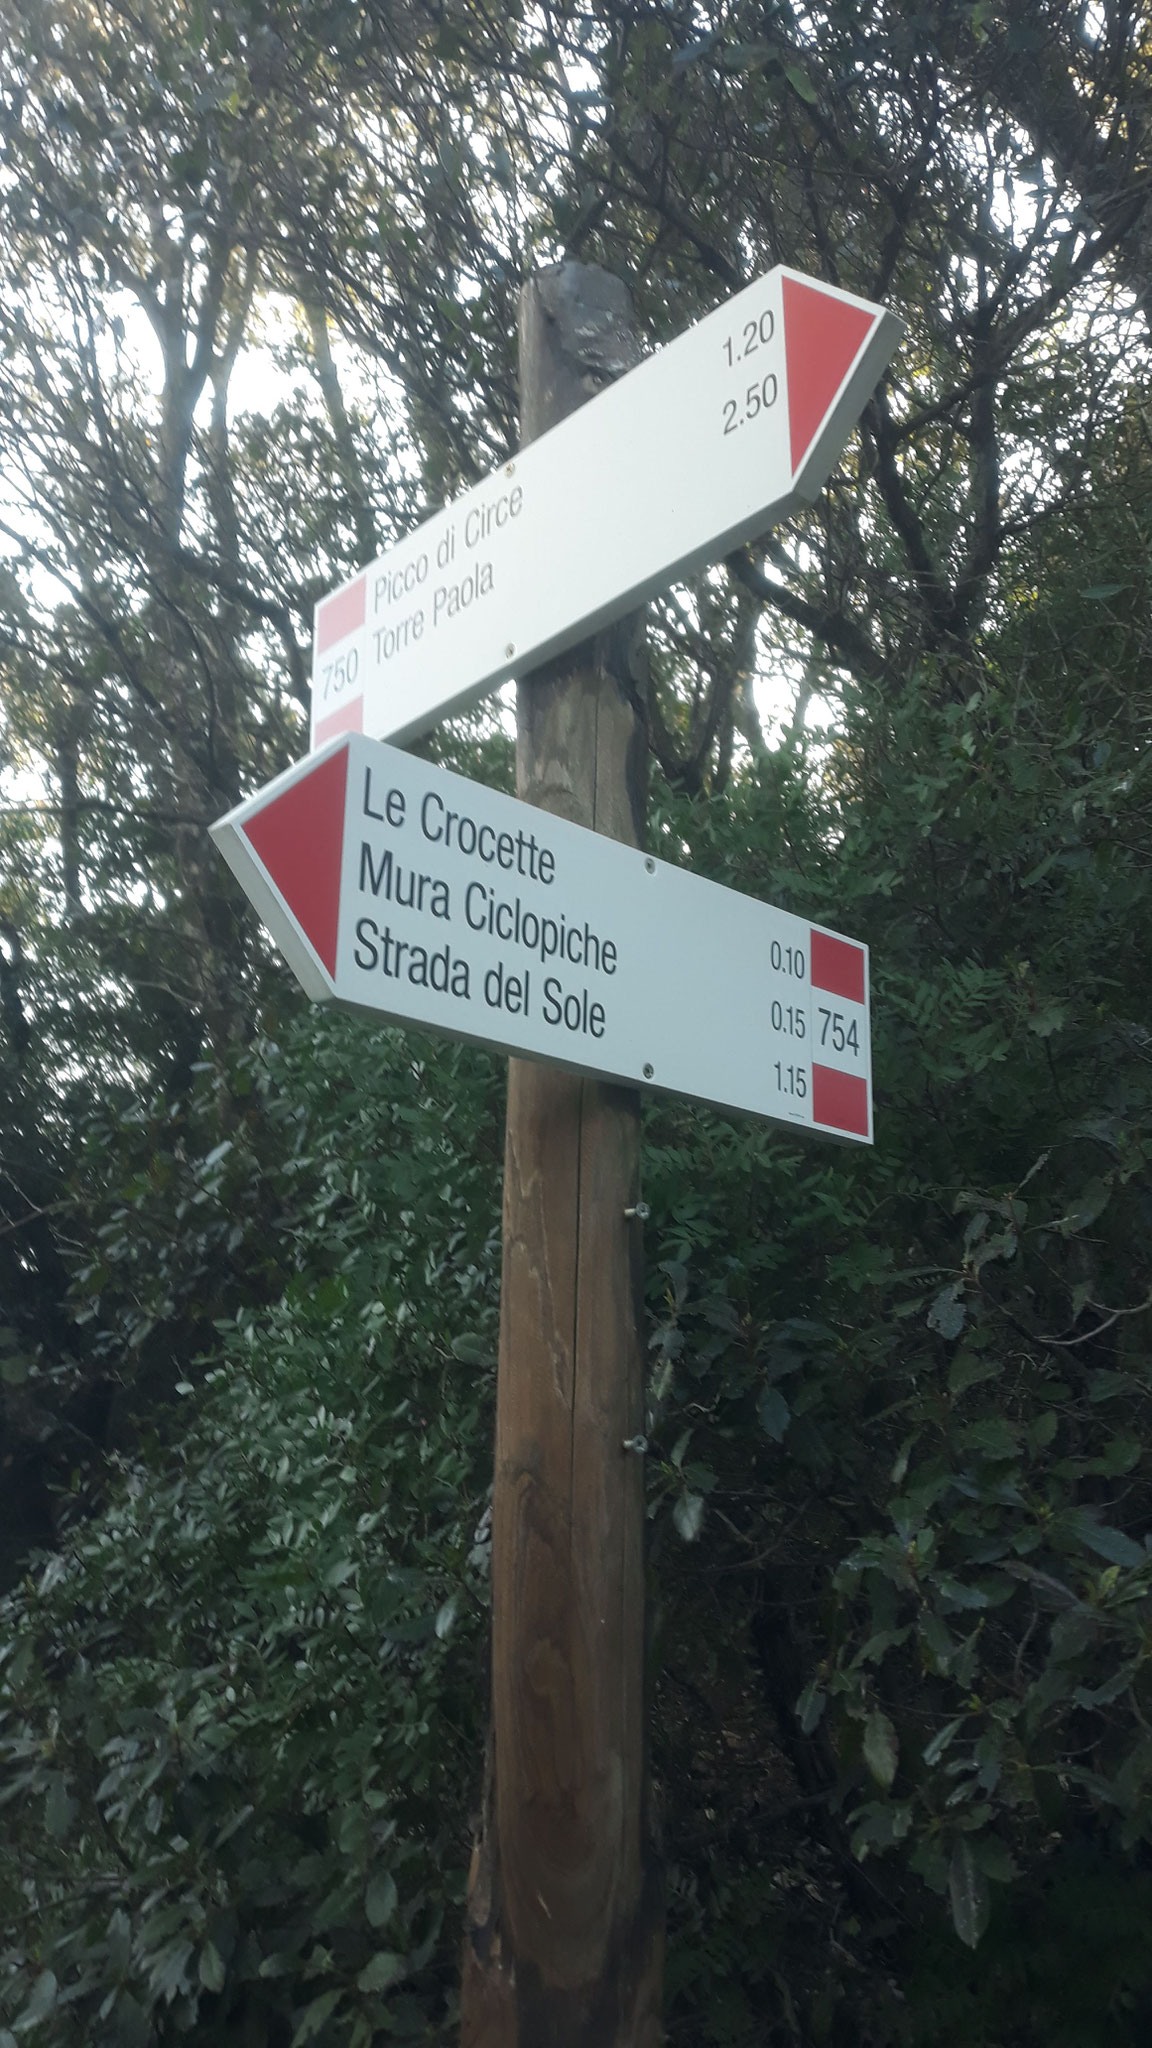 Picco di Circe 1.20
Torre Paola 2.50
750
Le Crocette 0.10
Mura Ciclopiche 0.15
Strada del Sole 1.15
754